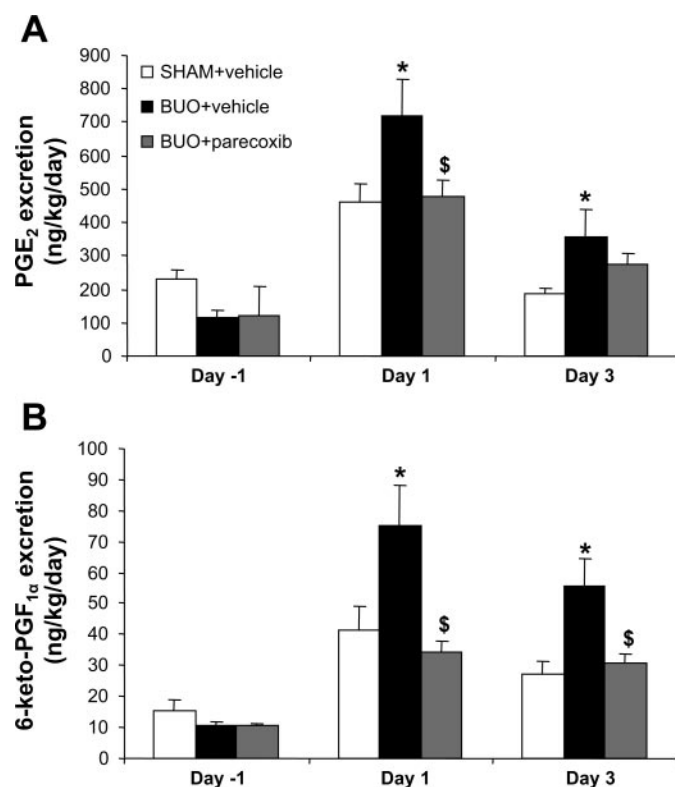 A
PGE₂ excretion
(ng/kg/day)
900
800
700
600
500
400
300
200
100
0
SHAM+vehicle
BUO+vehicle
BUO+parecoxib
*
$
*
Day -1 Day 1 Day 3
B
6-keto-PGF₁α excretion
(ng/kg/day)
100
90
80
70
60
50
40
30
20
10
0
*
$
*
$
Day -1 Day 1 Day 3